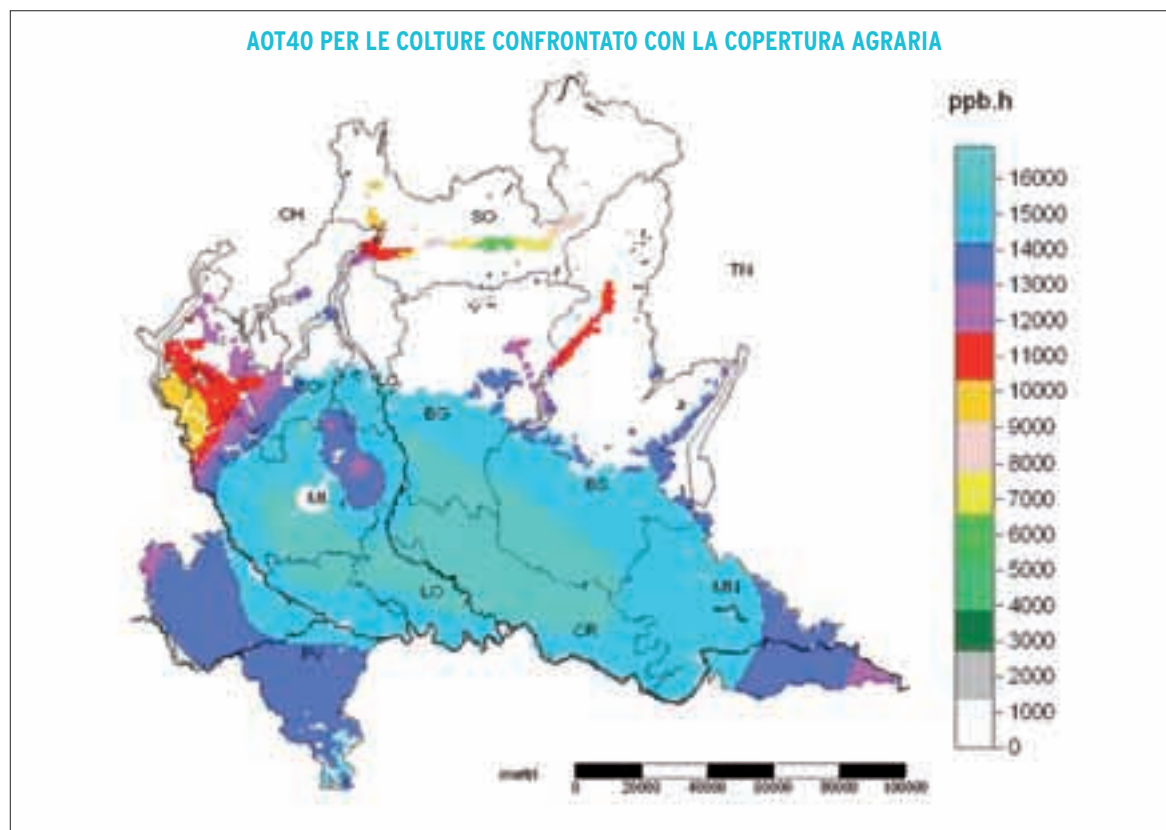 AOT40 PER LE COLTURE CONFRONTATO CON LA COPERTURA AGRARIA
ppb.h
16000
15000
14000
13000
12000
11000
10000
9000
8000
7000
6000
5000
4000
3000
2000
1000
0
CH
SO
TN
BG
BS
MI
LO
CR
MN
PV
metri
0 20000 40000 60000 80000 100000